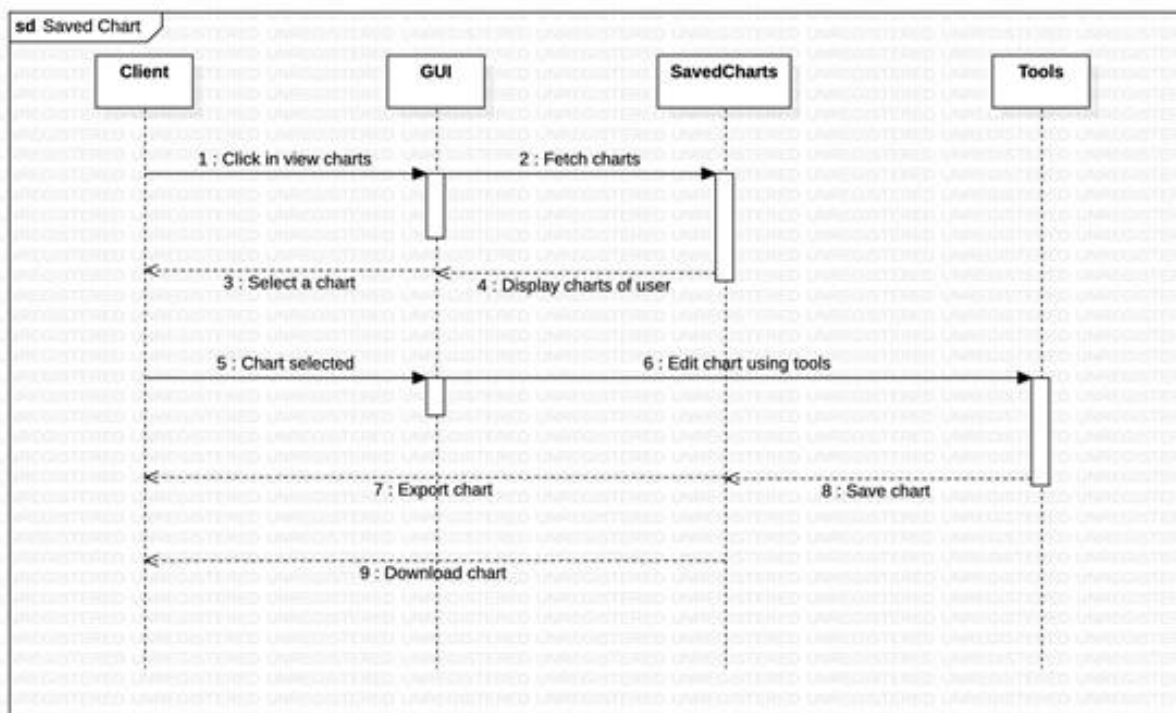 sd Saved Chart
Client
GUI
SavedCharts
Tools
1 : Click in view charts
2 : Fetch charts
3 : Select a chart
4 : Display charts of user
5 : Chart selected
6 : Edit chart using tools
7 : Export chart
8 : Save chart
9 : Download chart
UNREGISTERED